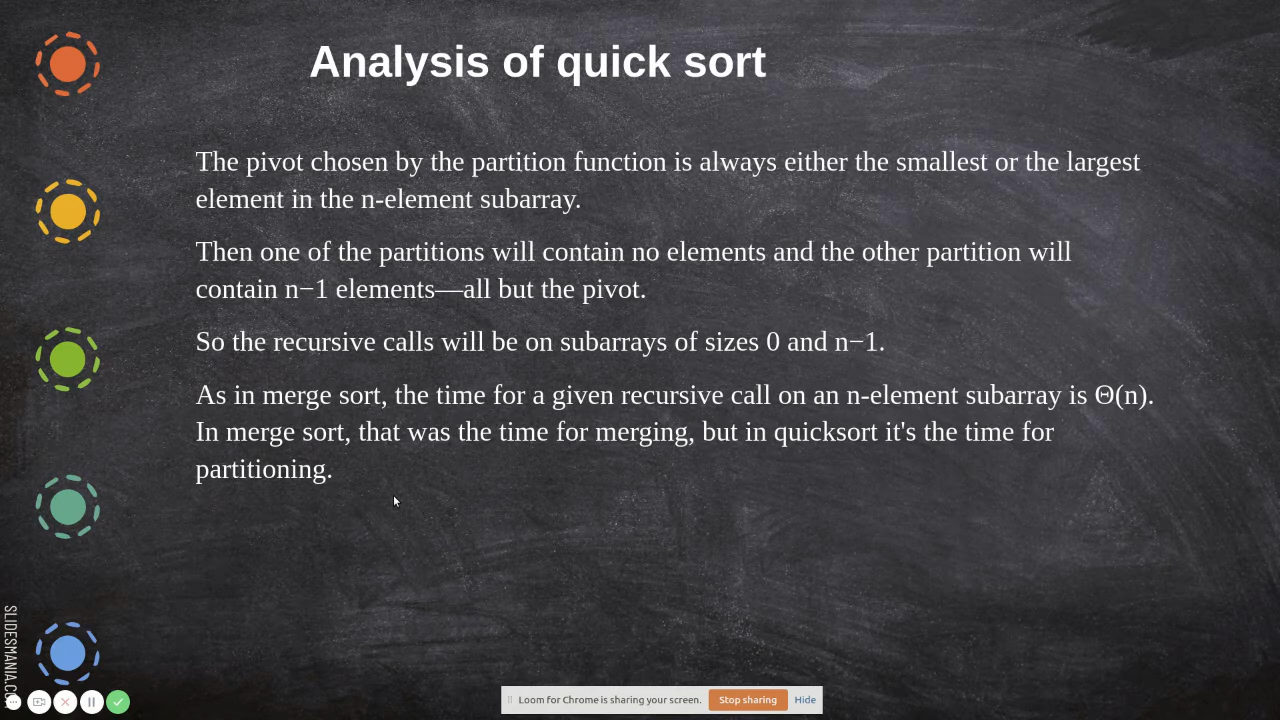 Analysis of quick sort
The pivot chosen by the partition function is always either the smallest or the largest
element in the n-element subarray.
Then one of the partitions will contain no elements and the other partition will
contain n−1 elements—all but the pivot.
So the recursive calls will be on subarrays of sizes 0 and n−1.
As in merge sort, the time for a given recursive call on an n-element subarray is Θ(n).
In merge sort, that was the time for merging, but in quicksort it's the time for
partitioning.
Loom for Chrome is sharing your screen. Stop sharing Hide